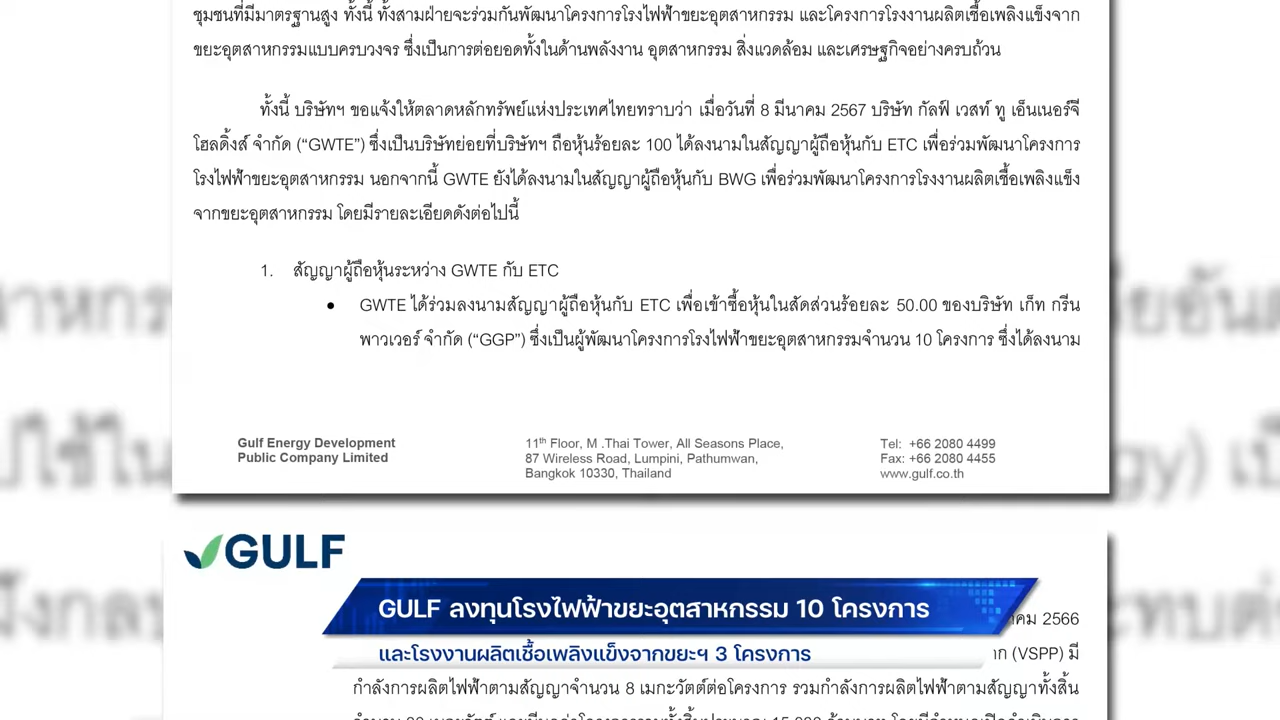 ชุมชนที่มีมาตรฐานสูง ทั้งนี้ ทั้งสามฝ่ายจะร่วมกันพัฒนาโครงการโรงไฟฟ้าขยะอุตสาหกรรม และโครงการโรงงานผลิตเชื้อเพลิงแข็งจาก
ขยะอุตสาหกรรมแบบครบวงจร ซึ่งเป็นการต่อยอดทั้งในด้านพลังงาน อุตสาหกรรม สิ่งแวดล้อม และเศรษฐกิจอย่างครบถ้วน
ทั้งนี้ บริษัทฯ ขอแจ้งให้ตลาดหลักทรัพย์แห่งประเทศไทยทราบว่า เมื่อวันที่ 8 มีนาคม 2567 บริษัท กัลฟ์ เวสท์ ทู เอ็นเนอร์จี
โฮลดิ้งส์ จำกัด (“GWTE”) ซึ่งเป็นบริษัทย่อยที่บริษัทฯ ถือหุ้นร้อยละ 100 ได้ลงนามในสัญญาผู้ถือหุ้นกับ ETC เพื่อร่วมพัฒนาโครงการ
โรงไฟฟ้าขยะอุตสาหกรรม นอกจากนี้ GWTE ยังได้ลงนามในสัญญาผู้ถือหุ้นกับ BWG เพื่อร่วมพัฒนาโครงการโรงงานผลิตเชื้อเพลิงแข็ง
จากขยะอุตสาหกรรม โดยมีรายละเอียดดังต่อไปนี้
1. สัญญาผู้ถือหุ้นระหว่าง GWTE กับ ETC
• GWTE ได้ร่วมลงนามสัญญาผู้ถือหุ้นกับ ETC เพื่อเข้าซื้อหุ้นในสัดส่วนร้อยละ 50.00 ของบริษัท เก็ท กรีน
พาวเวอร์ จำกัด (“GGP”) ซึ่งเป็นผู้พัฒนาโครงการโรงไฟฟ้าขยะอุตสาหกรรมจำนวน 10 โครงการ ซึ่งได้ลงนาม
Gulf Energy Development
Public Company Limited
11th Floor, M .Thai Tower, All Seasons Place,
87 Wireless Road, Lumpini, Pathumwan,
Bangkok 10330, Thailand
Tel: +66 2080 4499
Fax: +66 2080 4455
www.gulf.co.th
GULF
GULF ลงทุนโรงไฟฟ้าขยะอุตสาหกรรม 10 โครงการ
และโรงงานผลิตเชื้อเพลิงแข็งจากขยะฯ 3 โครงการ
2566
(VSPP) มี
กำลังการผลิตไฟฟ้าตามสัญญาจำนวน 8 เมกะวัตต์ต่อโครงการ รวมกำลังการผลิตไฟฟ้าตามสัญญาทั้งสิ้น